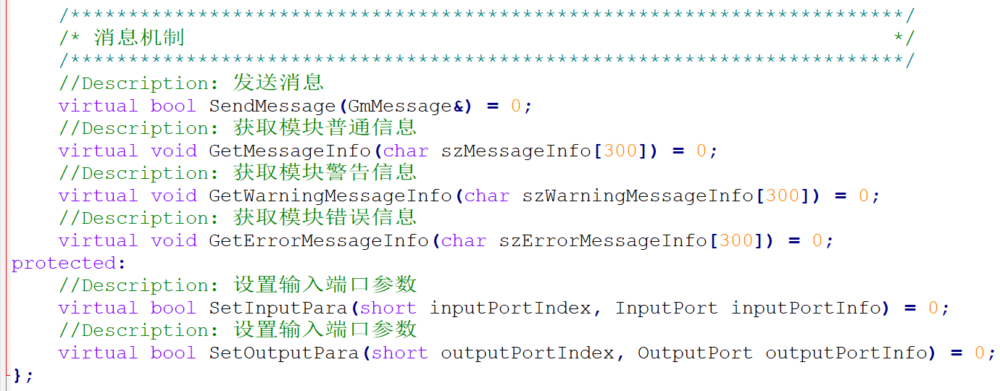 /************************************************************************/
/* 消息机制                                                             */
/************************************************************************/
//Description: 发送消息
virtual bool SendMessage(GmMessage&) = 0;
//Description: 获取模块普通信息
virtual void GetMessageInfo(char szMessageInfo[300]) = 0;
//Description: 获取模块警告信息
virtual void GetWarningMessageInfo(char szWarningMessageInfo[300]) = 0;
//Description: 获取模块错误信息
virtual void GetErrorMessageInfo(char szErrorMessageInfo[300]) = 0;
protected:
//Description: 设置输入端口参数
virtual bool SetInputPara(short inputPortIndex, InputPort inputPortInfo) = 0;
//Description: 设置输入端口参数
virtual bool SetOutputPara(short outputPortIndex, OutputPort outputPortInfo) = 0;
};